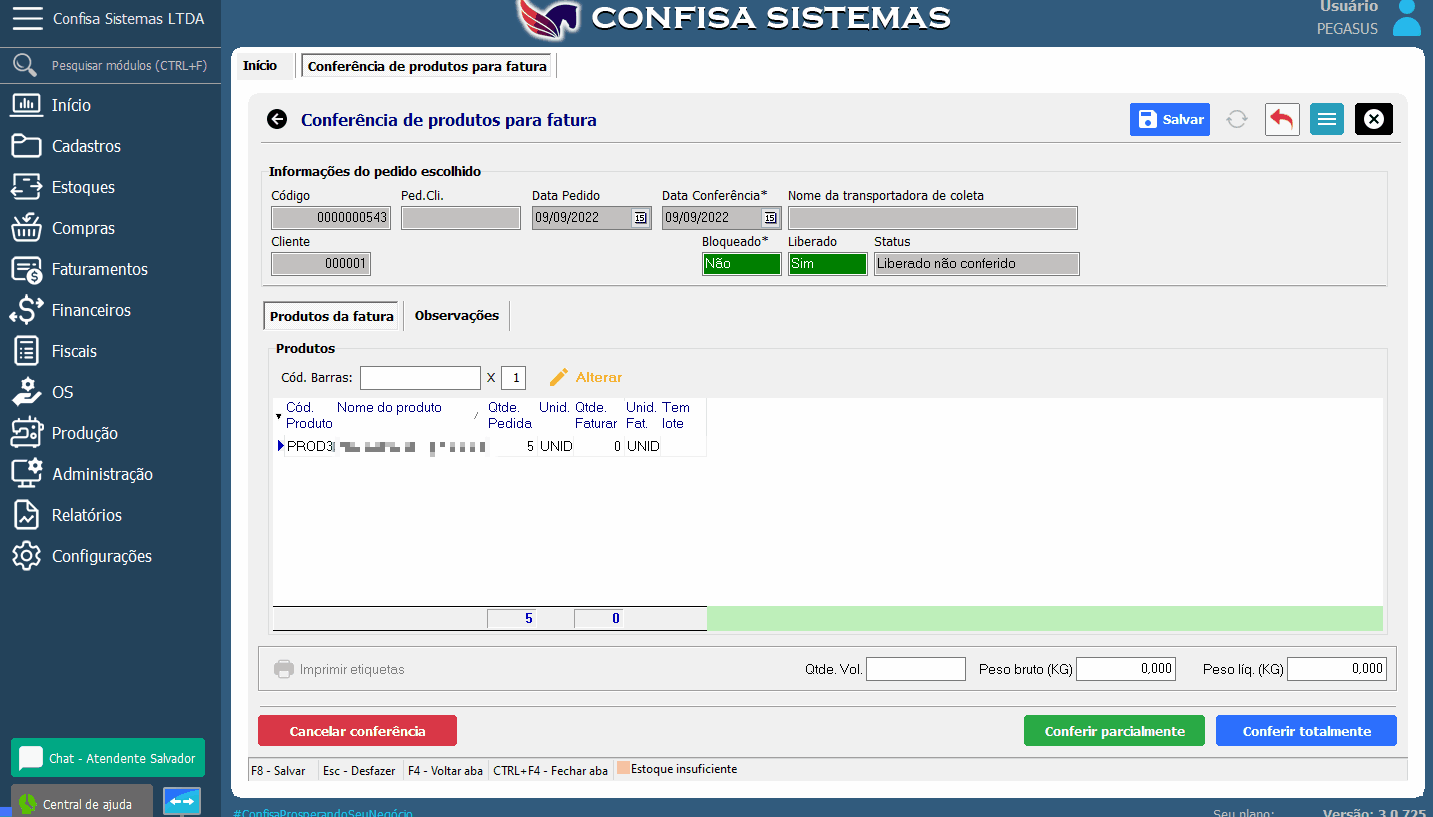 Confisa Sistemas LTDA
CONFISA SISTEMAS
Usuário
PEGASUS
Pesquisar módulos (CTRL+F)
Início
Cadastros
Estoques
Compras
Faturamentos
Financeiros
Fiscais
OS
Produção
Administração
Relatórios
Configurações
Chat - Atendente Salvador
Central de ajuda
Início
Conferência de produtos para fatura
Conferência de produtos para fatura
Salvar
Informações do pedido escolhido
Código Ped.Cli. Data Pedido Data Conferência* Nome da transportadora de coleta
0000000543 09/09/2022 15 09/09/2022 15
Cliente Bloqueado* Liberado Status
000001 Não Sim Liberado não conferido
Produtos da fatura Observações
Produtos
Cód. Barras: X 1 Alterar
Cód. Nome do produto Qtde. Unid. Qtde. Unid. Tem
Produto Pedida Faturar Fat. lote
PROD3 5 UNID 0 UNID
5 0
Imprimir etiquetas Qtde. Vol. Peso bruto (KG) 0,000 Peso líq. (KG) 0,000
Cancelar conferência Conferir parcialmente Conferir totalmente
F8 - Salvar Esc - Desfazer F4 - Voltar aba CTRL+F4 - Fechar aba Estoque insuficiente
#ConfisaProsperandoSeuNegócio Seu plano: Versão: 3.0.725